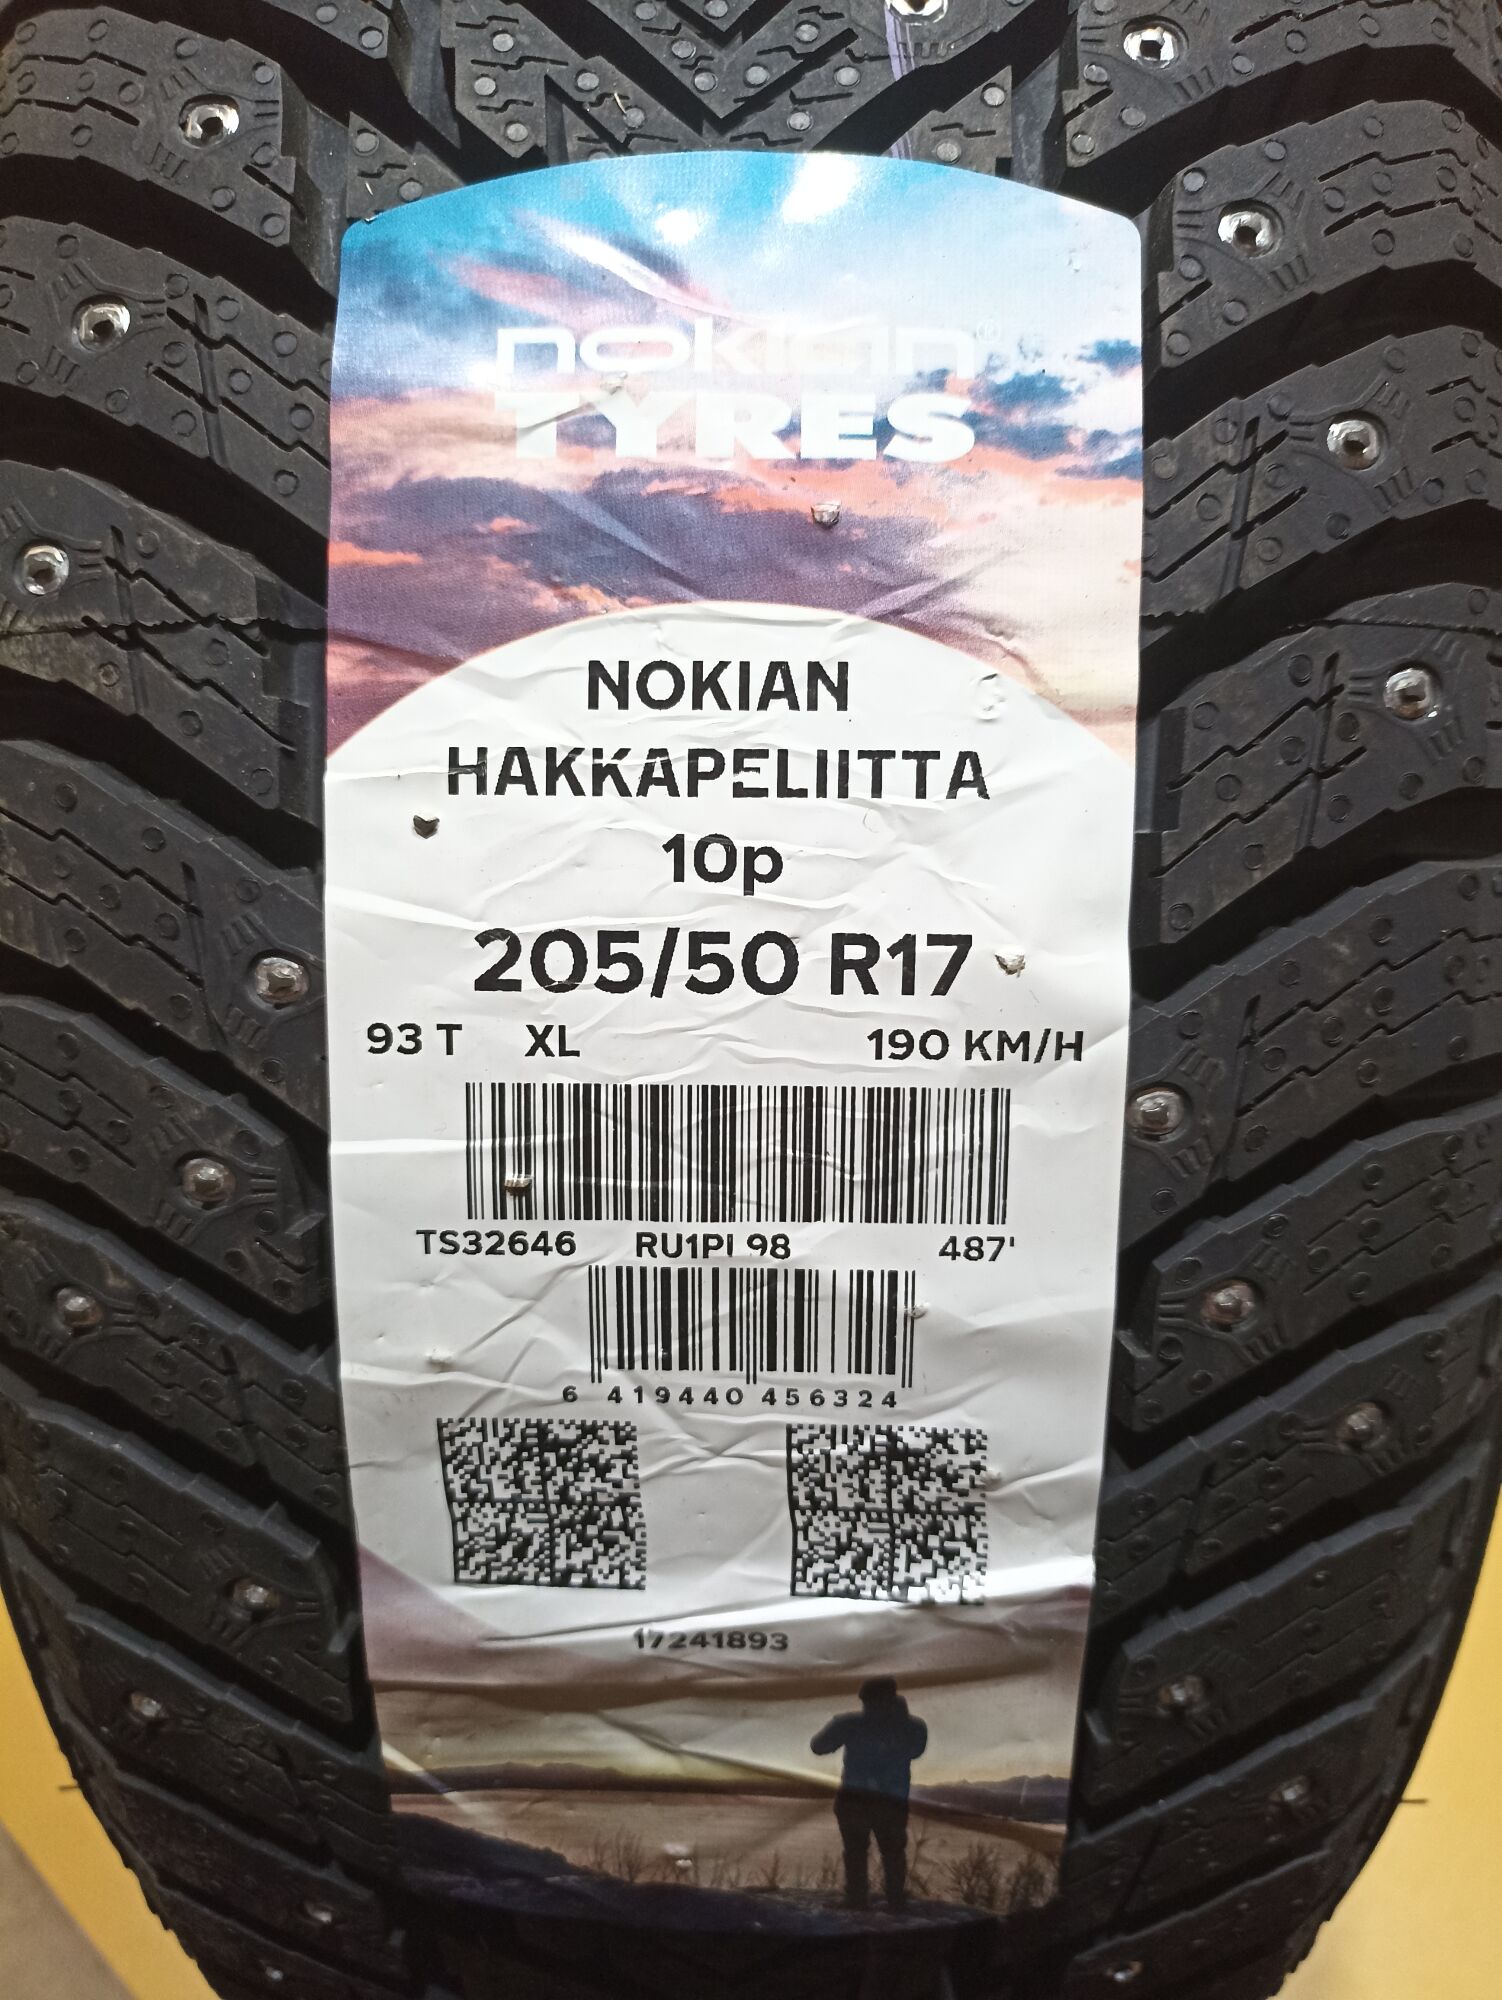 nokian®
TYRES
NOKIAN
HAKKAPELIITTA
10p
205/50 R17
93 T XL 190 KM/H
TS32646 98 487'
6 419440 456324
17241893